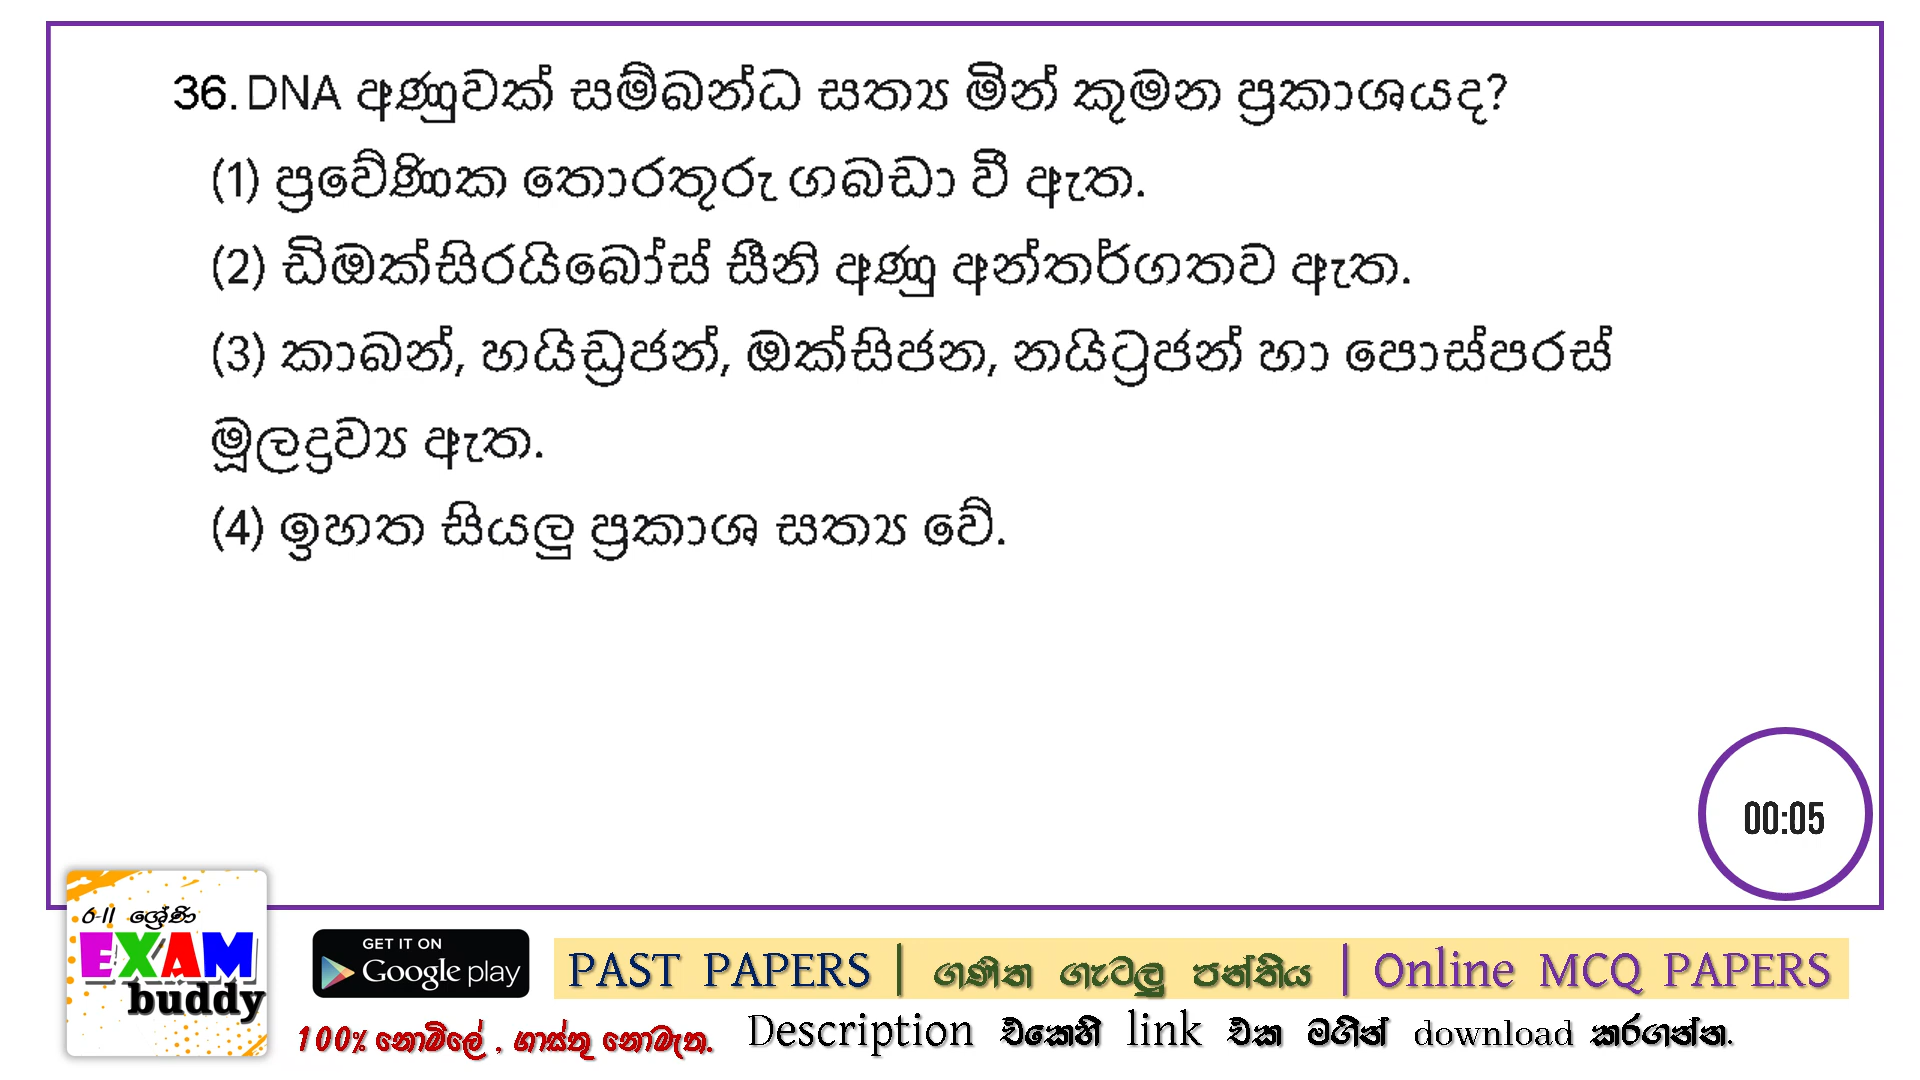 36. DNA අණුවක් සම්බන්ධ සත්‍ය මින් කුමන ප්‍රකාශයද?
(1) ප්‍රවේණික තොරතුරු ගබඩා වී ඇත.
(2) ඩිඔක්සිරයිබෝස් සීනි අණු අන්තර්ගතව ඇත.
(3) කාබන්, හයිඩ්‍රජන්, ඔක්සිජන, නයිට්‍රජන් හා පොස්පරස්
මූලද්‍රව්‍ය ඇත.
(4) ඉහත සියලු ප්‍රකාශ සත්‍ය වේ.
00:05
6-11 ශ්‍රේණි
EXAM
buddy
GET IT ON
Google play
PAST PAPERS | ගණිත ගැටලු පන්තිය | Online MCQ PAPERS
100% නොමිලේ , ගාස්තු නොමැත.
Description එකෙහි link එක මගින් download කරගන්න.